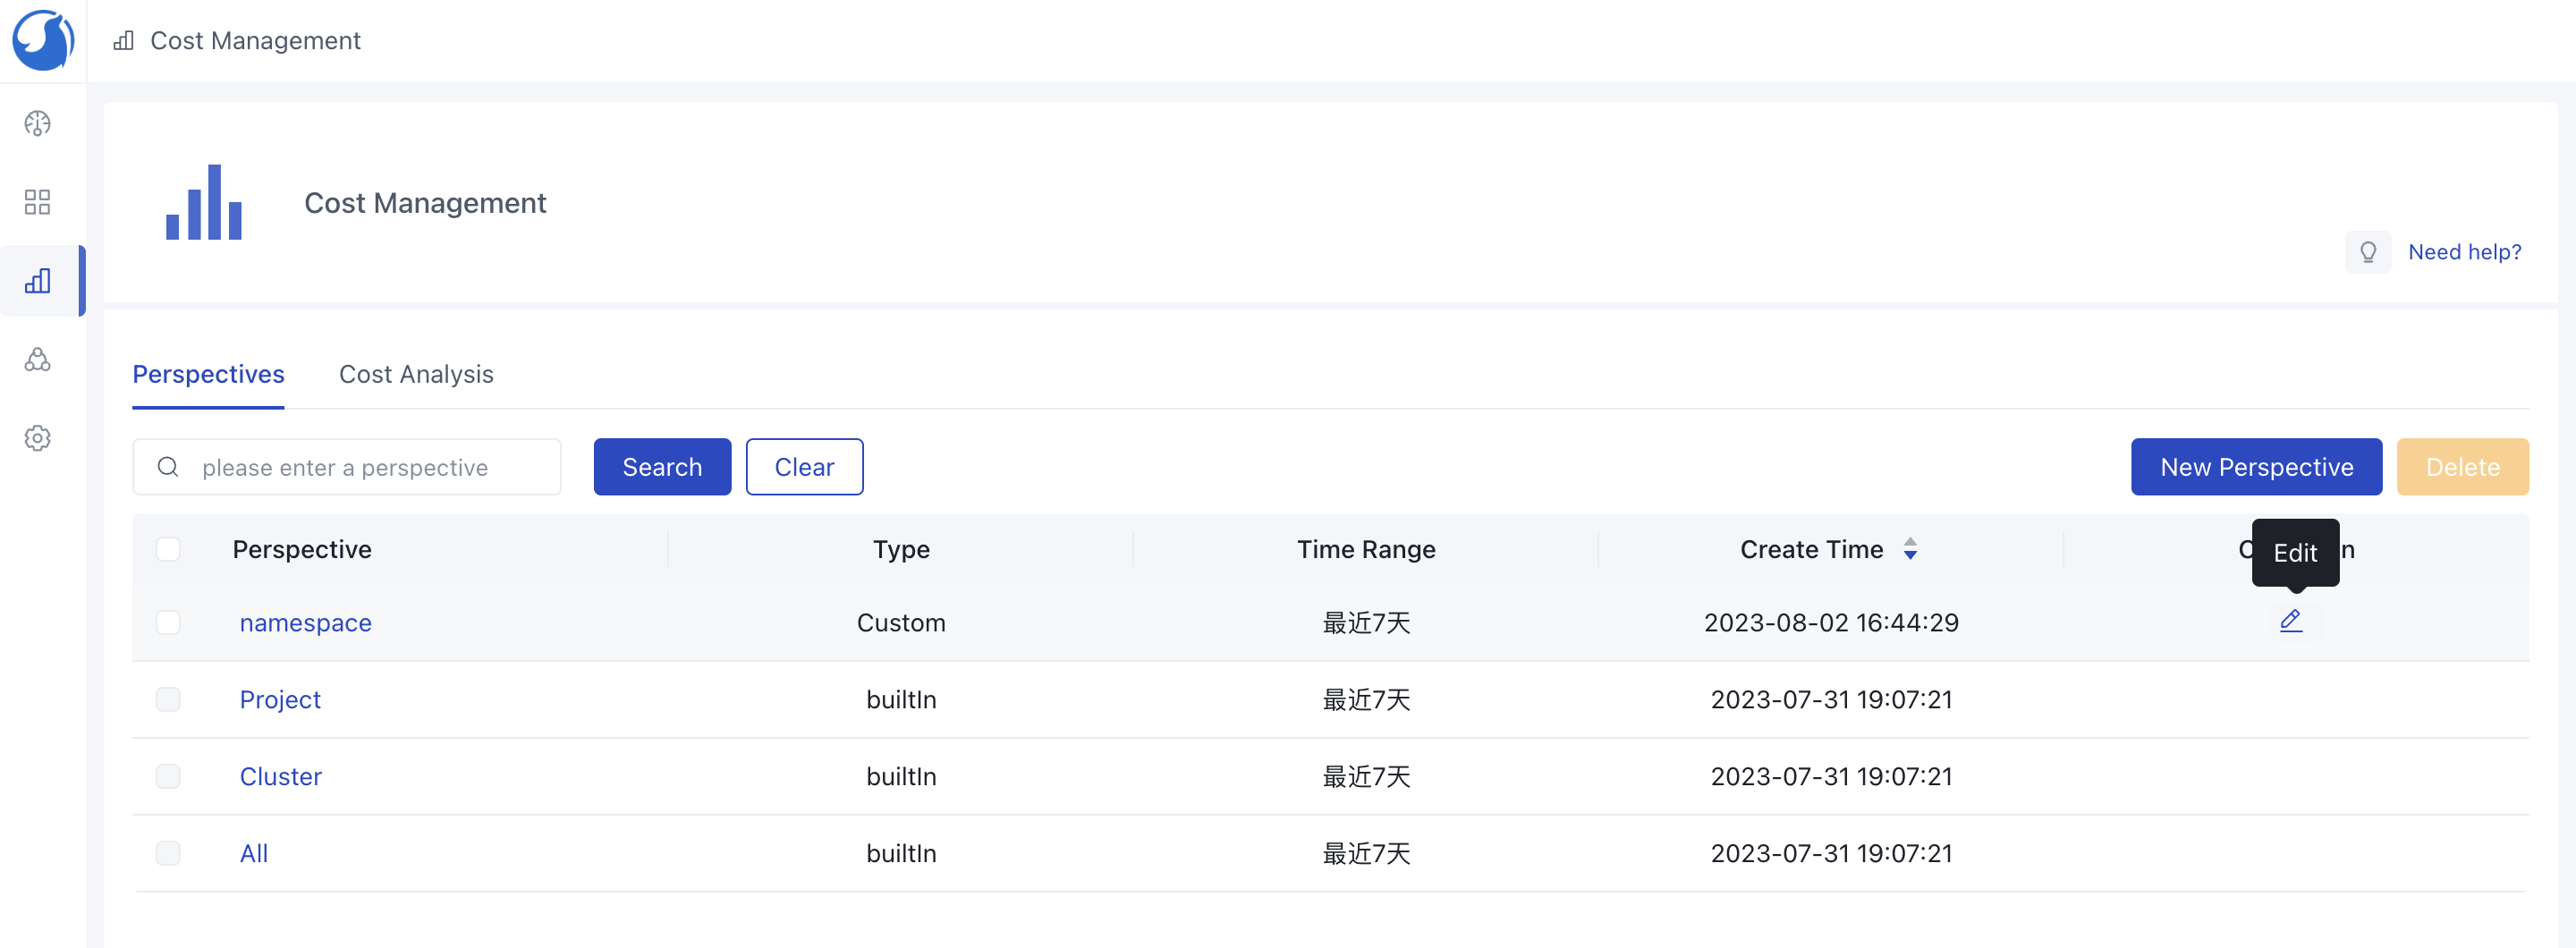 Cost Management
Cost Management
Need help?
Perspectives Cost Analysis
please enter a perspective Search Clear New Perspective Delete
Perspective Type Time Range Create Time
Edit
namespace Custom 最近7天 2023-08-02 16:44:29
Project builtIn 最近7天 2023-07-31 19:07:21
Cluster builtIn 最近7天 2023-07-31 19:07:21
All builtIn 最近7天 2023-07-31 19:07:21